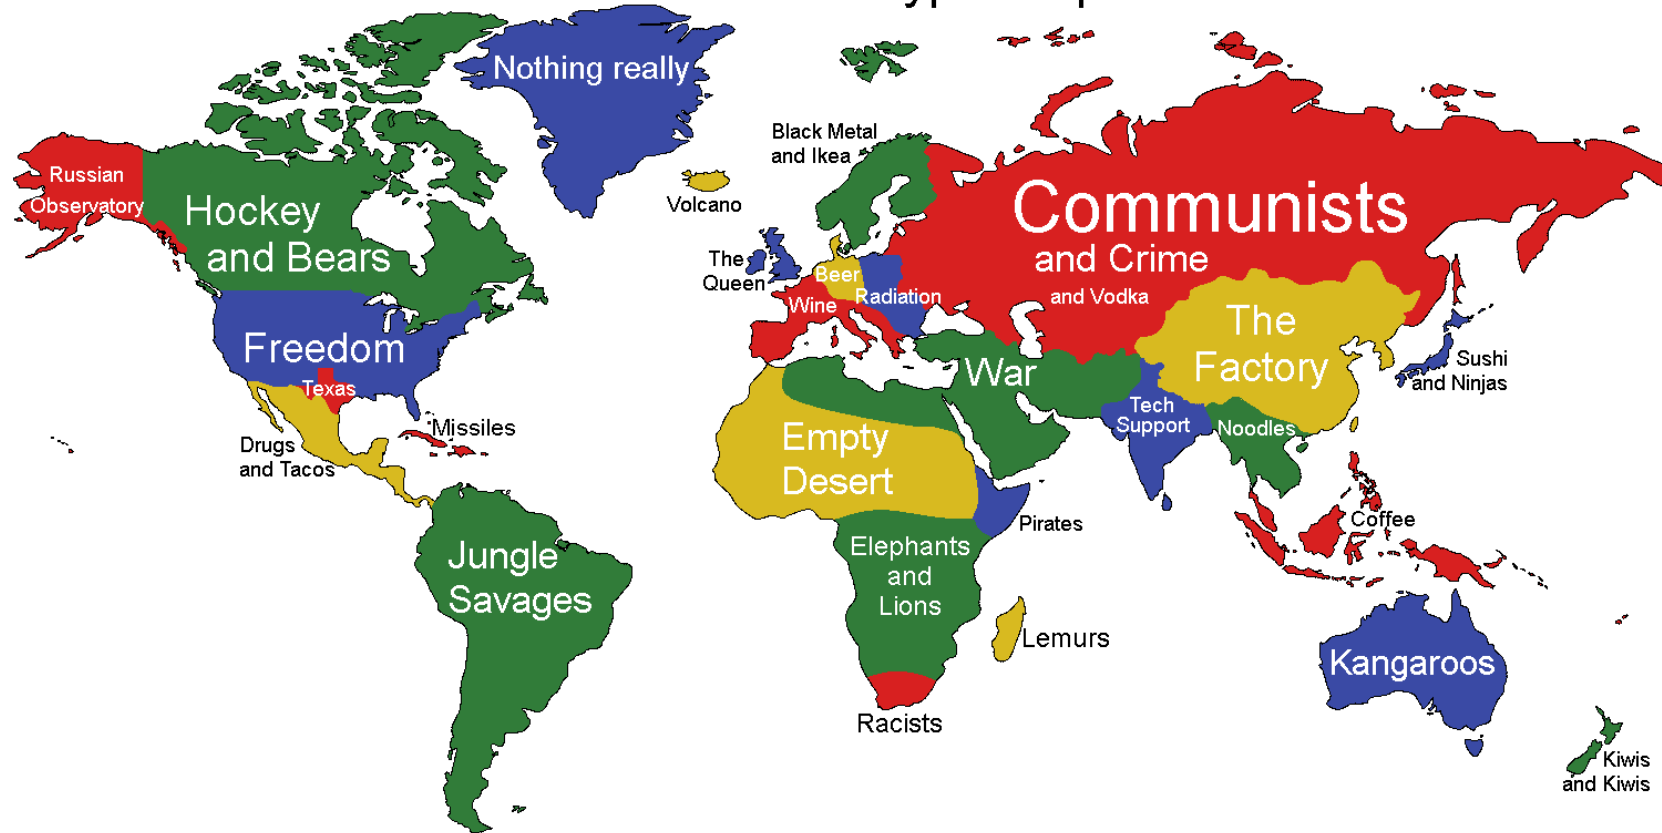 Nothing really
Black Metal
and Ikea
Russian
Observatory
Hockey
and Bears
Volcano
Communists
and Crime
and Vodka
The
Queen
Beer
Wine
Radiation
The
Factory
Freedom
Texas
War
Sushi
and Ninjas
Missiles
Drugs
and Tacos
Tech
Support
Noodles
Empty
Desert
Pirates
Coffee
Elephants
and
Lions
Jungle
Savages
Lemurs
Kangaroos
Racists
Kiwis
and Kiwis